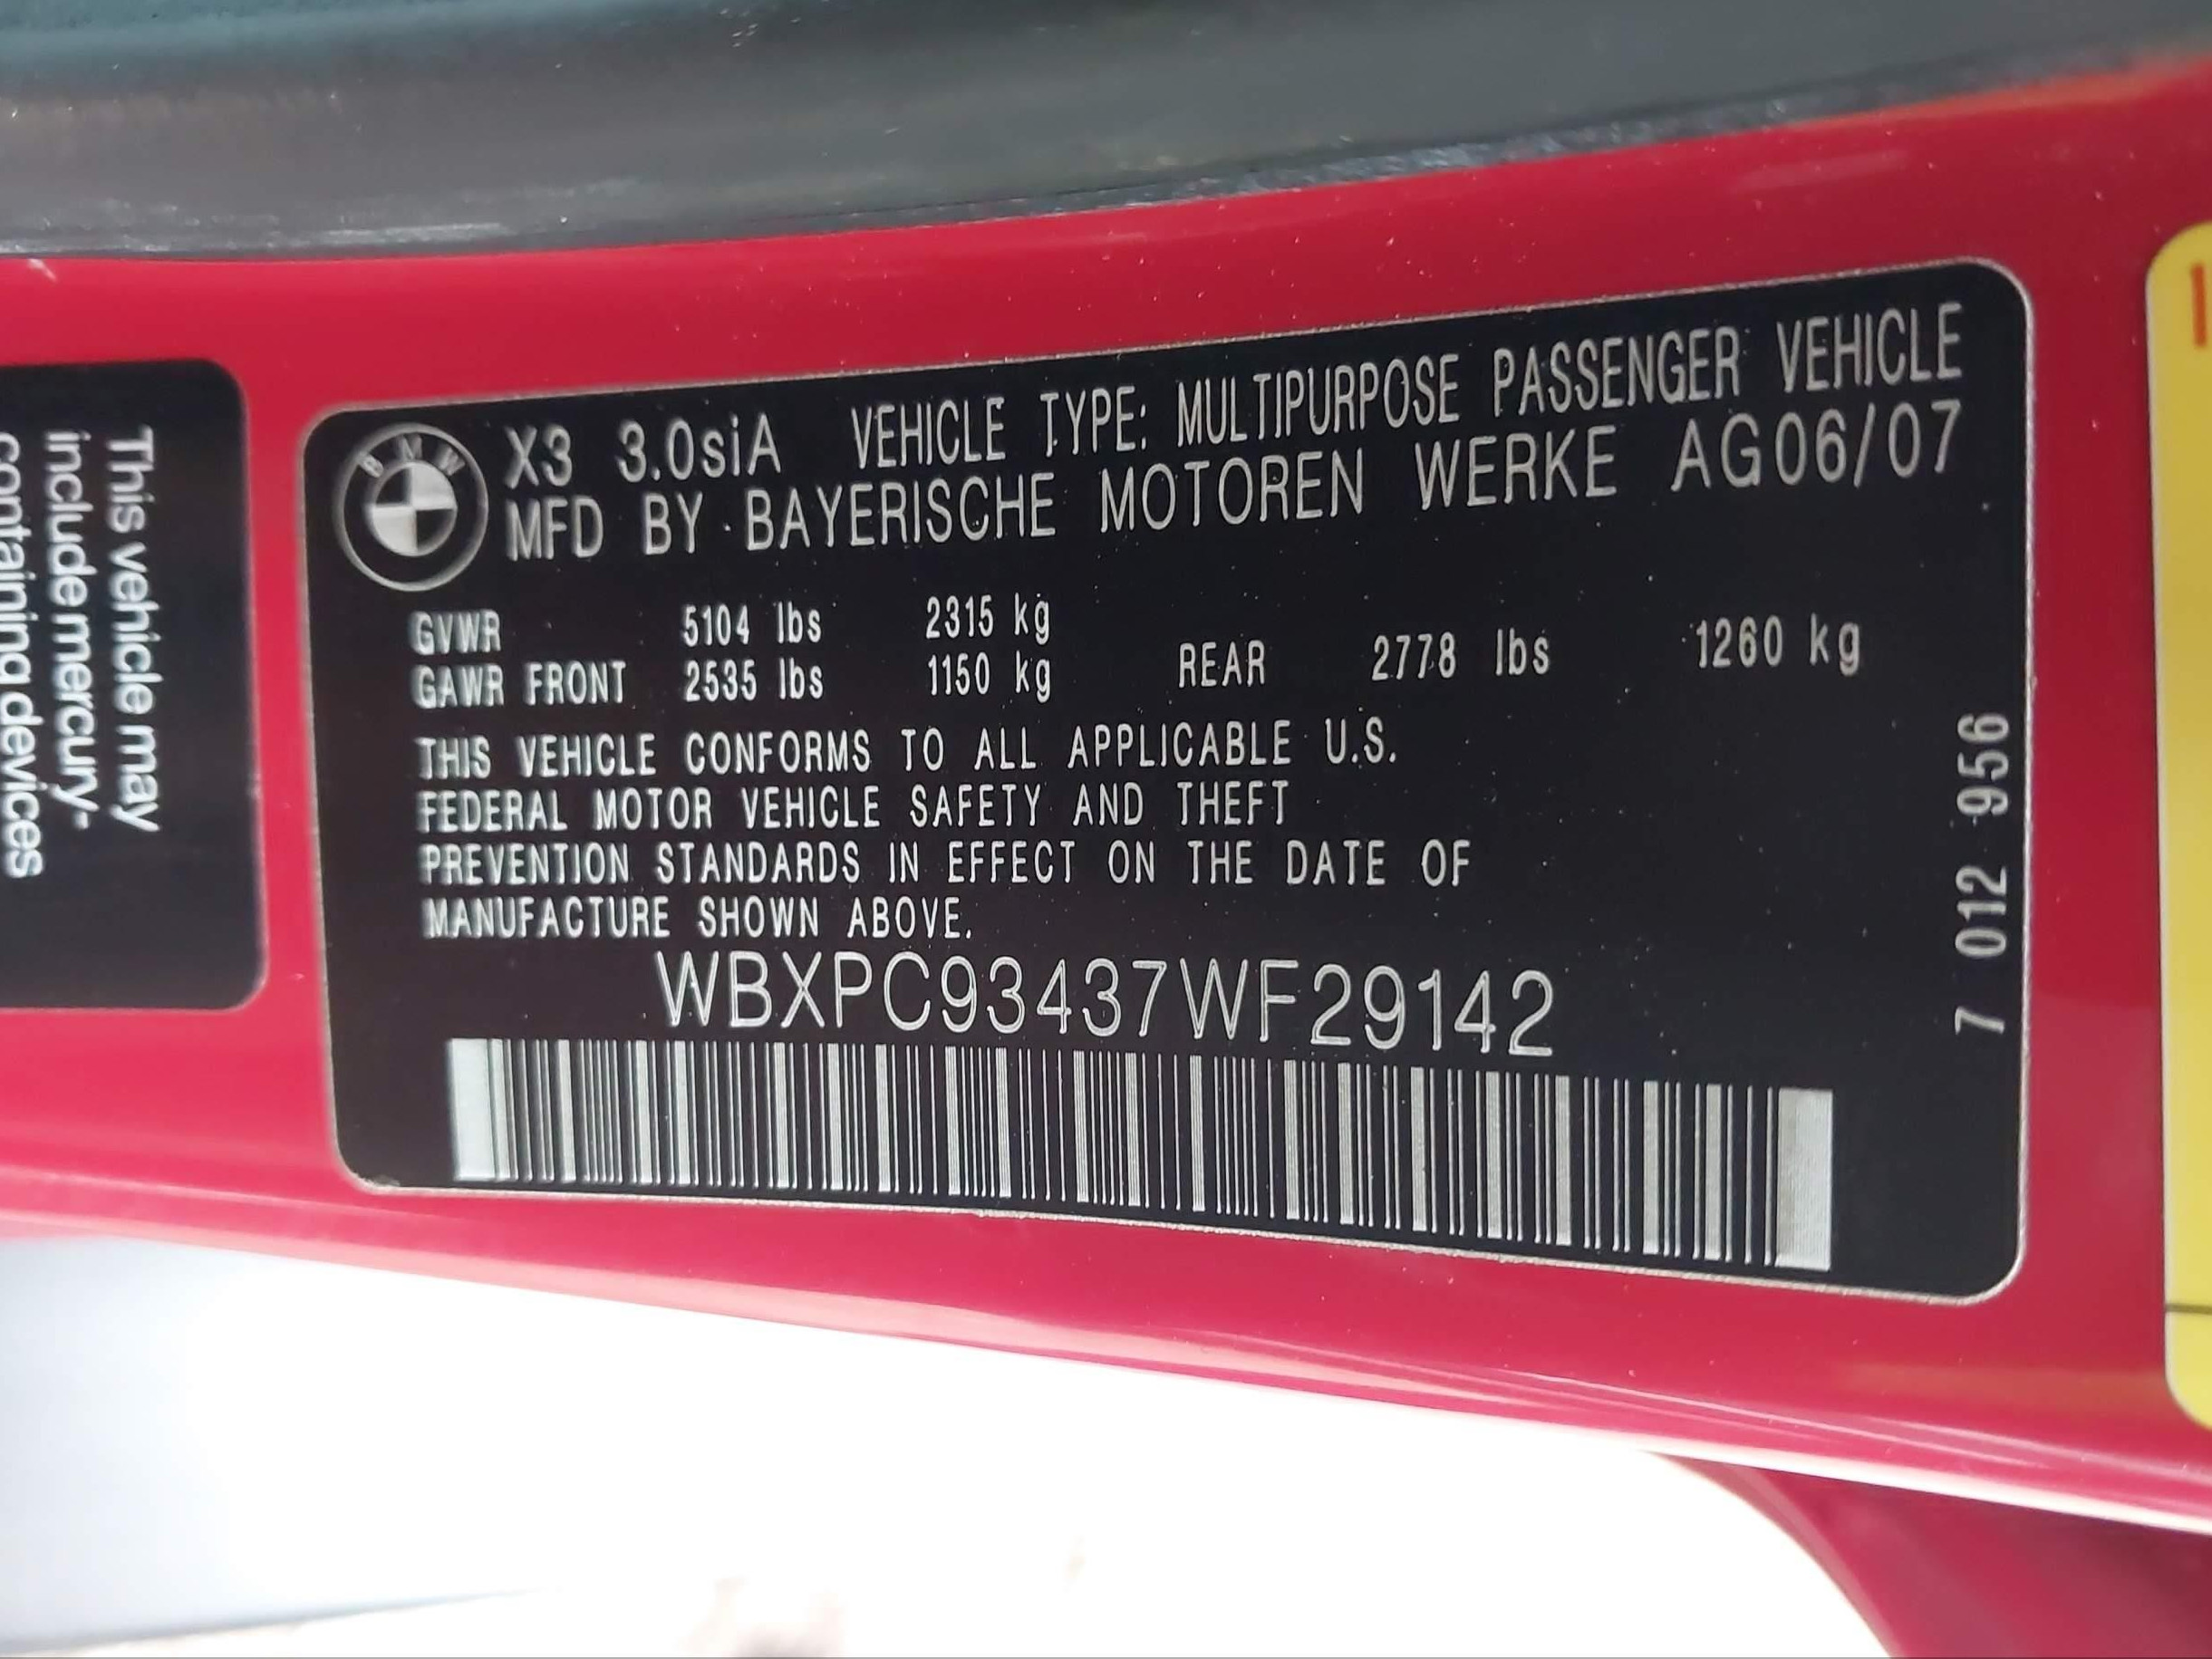 This vehicle may
include mercury-
containing devices
BMW
X3 3.0siA VEHICLE TYPE: MULTIPURPOSE PASSENGER VEHICLE
MFD BY BAYERISCHE MOTOREN WERKE AG06/07
GVWR 5104 lbs 2315 kg
GAWR FRONT 2535 lbs 1150 kg REAR 2778 lbs 1260 kg
THIS VEHICLE CONFORMS TO ALL APPLICABLE U.S.
FEDERAL MOTOR VEHICLE SAFETY AND THEFT
PREVENTION STANDARDS IN EFFECT ON THE DATE OF
MANUFACTURE SHOWN ABOVE.
WBXPC93437WF29142
7 012 956